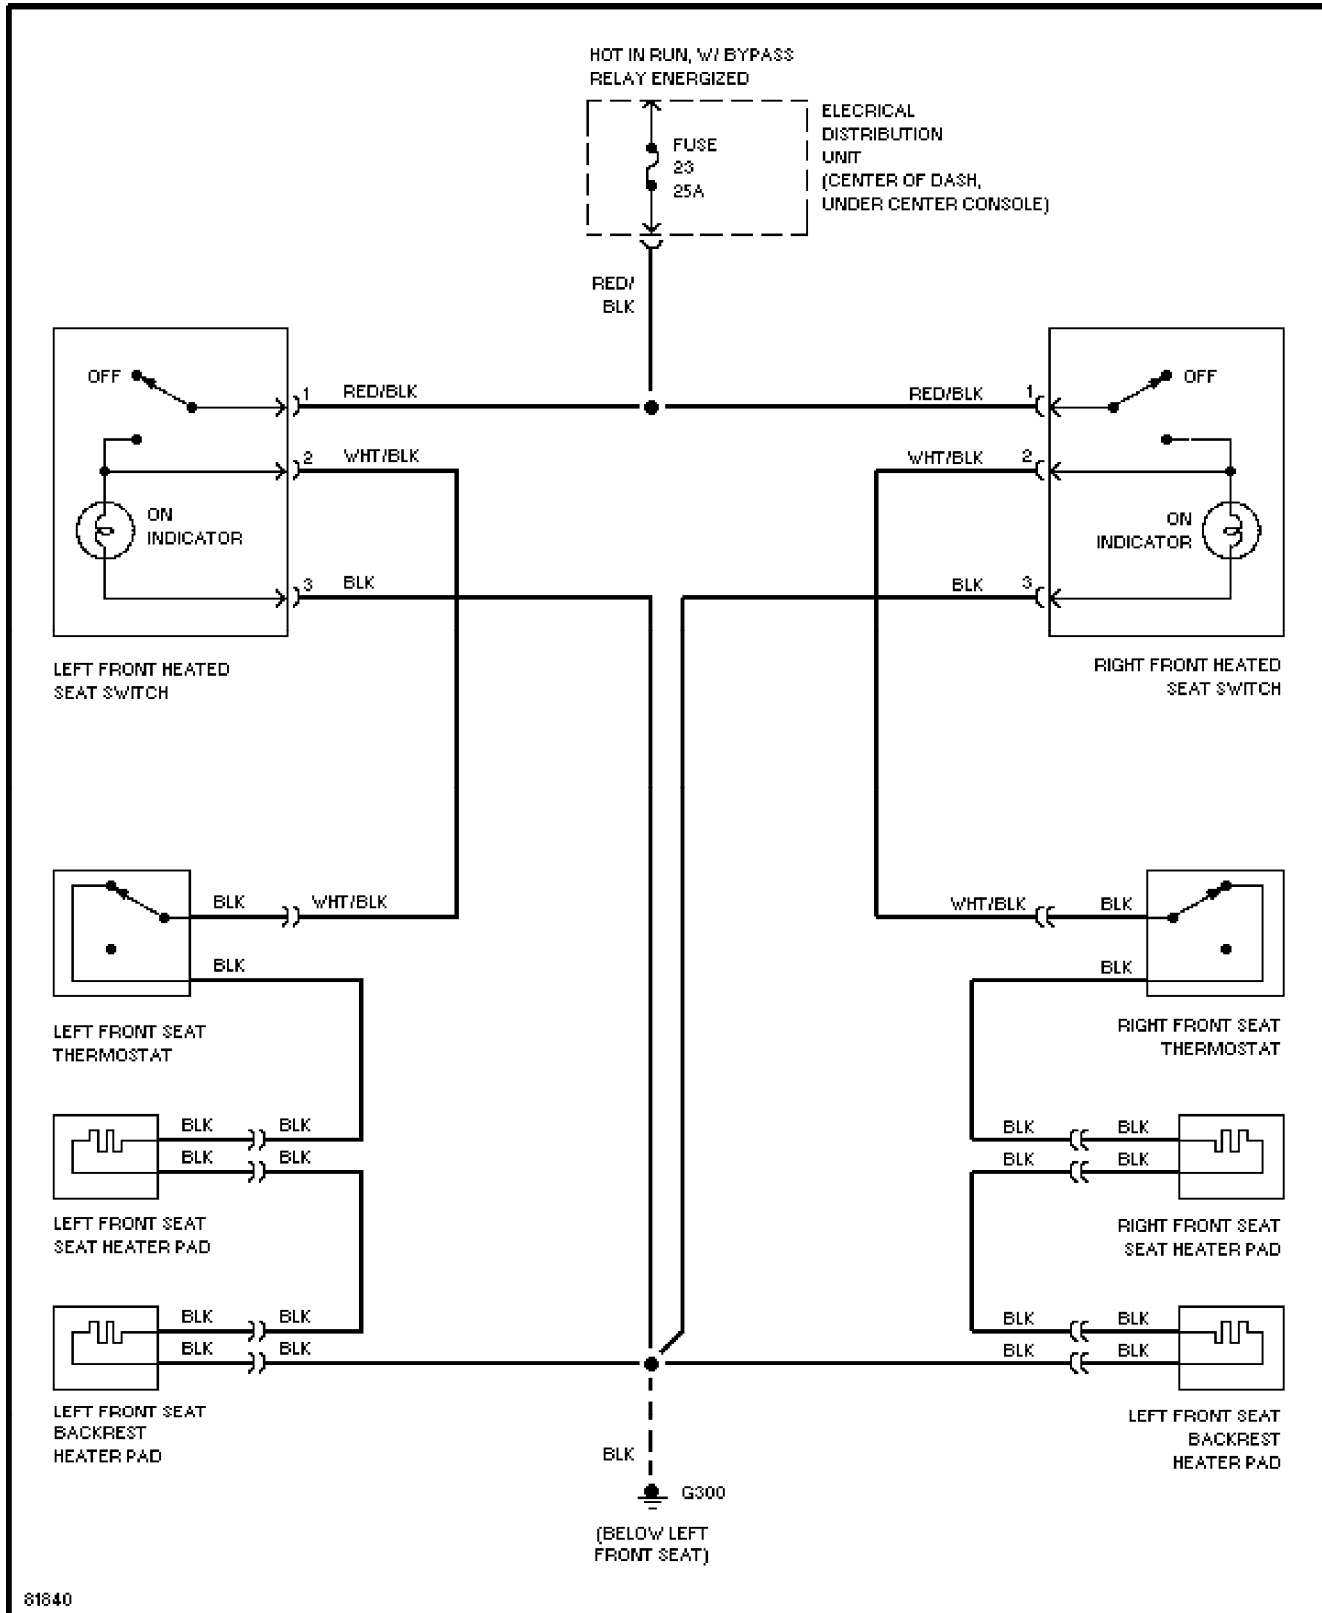 HOT IN RUN, W/ BYPASS
RELAY ENERGIZED
ELECRICAL
DISTRIBUTION
UNIT
(CENTER OF DASH,
UNDER CENTER CONSOLE)
FUSE
23
25A
RED/
BLK
OFF
1
RED/BLK
RED/BLK
1
OFF
2
WHT/BLK
WHT/BLK
2
ON
INDICATOR
ON
INDICATOR
3
BLK
BLK
3
LEFT FRONT HEATED
SEAT SWITCH
RIGHT FRONT HEATED
SEAT SWITCH
BLK
WHT/BLK
WHT/BLK
BLK
BLK
BLK
LEFT FRONT SEAT
THERMOSTAT
RIGHT FRONT SEAT
THERMOSTAT
BLK
BLK
BLK
BLK
BLK
BLK
BLK
BLK
LEFT FRONT SEAT
SEAT HEATER PAD
RIGHT FRONT SEAT
SEAT HEATER PAD
BLK
BLK
BLK
BLK
BLK
BLK
BLK
BLK
LEFT FRONT SEAT
BACKREST
HEATER PAD
LEFT FRONT SEAT
BACKREST
HEATER PAD
BLK
G300
(BELOW LEFT
FRONT SEAT)
81840